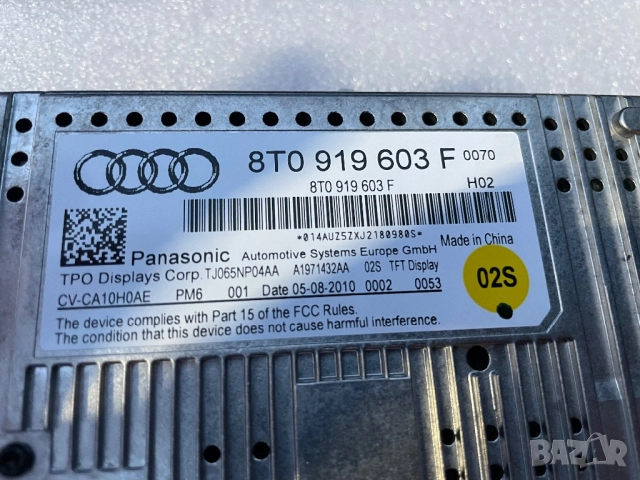 8T0 919 603 F 0070
8T0 919 603 F H02
*014AUZ5ZXJ2180980S*
Made in China
Panasonic Automotive Systems Europe GmbH
TPO Displays Corp. TJ065NP04AA A1971432AA 02S TFT Display
CV-CA10H0AE PM6 001 Date 05-08-2010 0002 0053
02S
The device complies with Part 15 of the FCC Rules.
The condition that this device does not cause harmful interference.
BAZAR